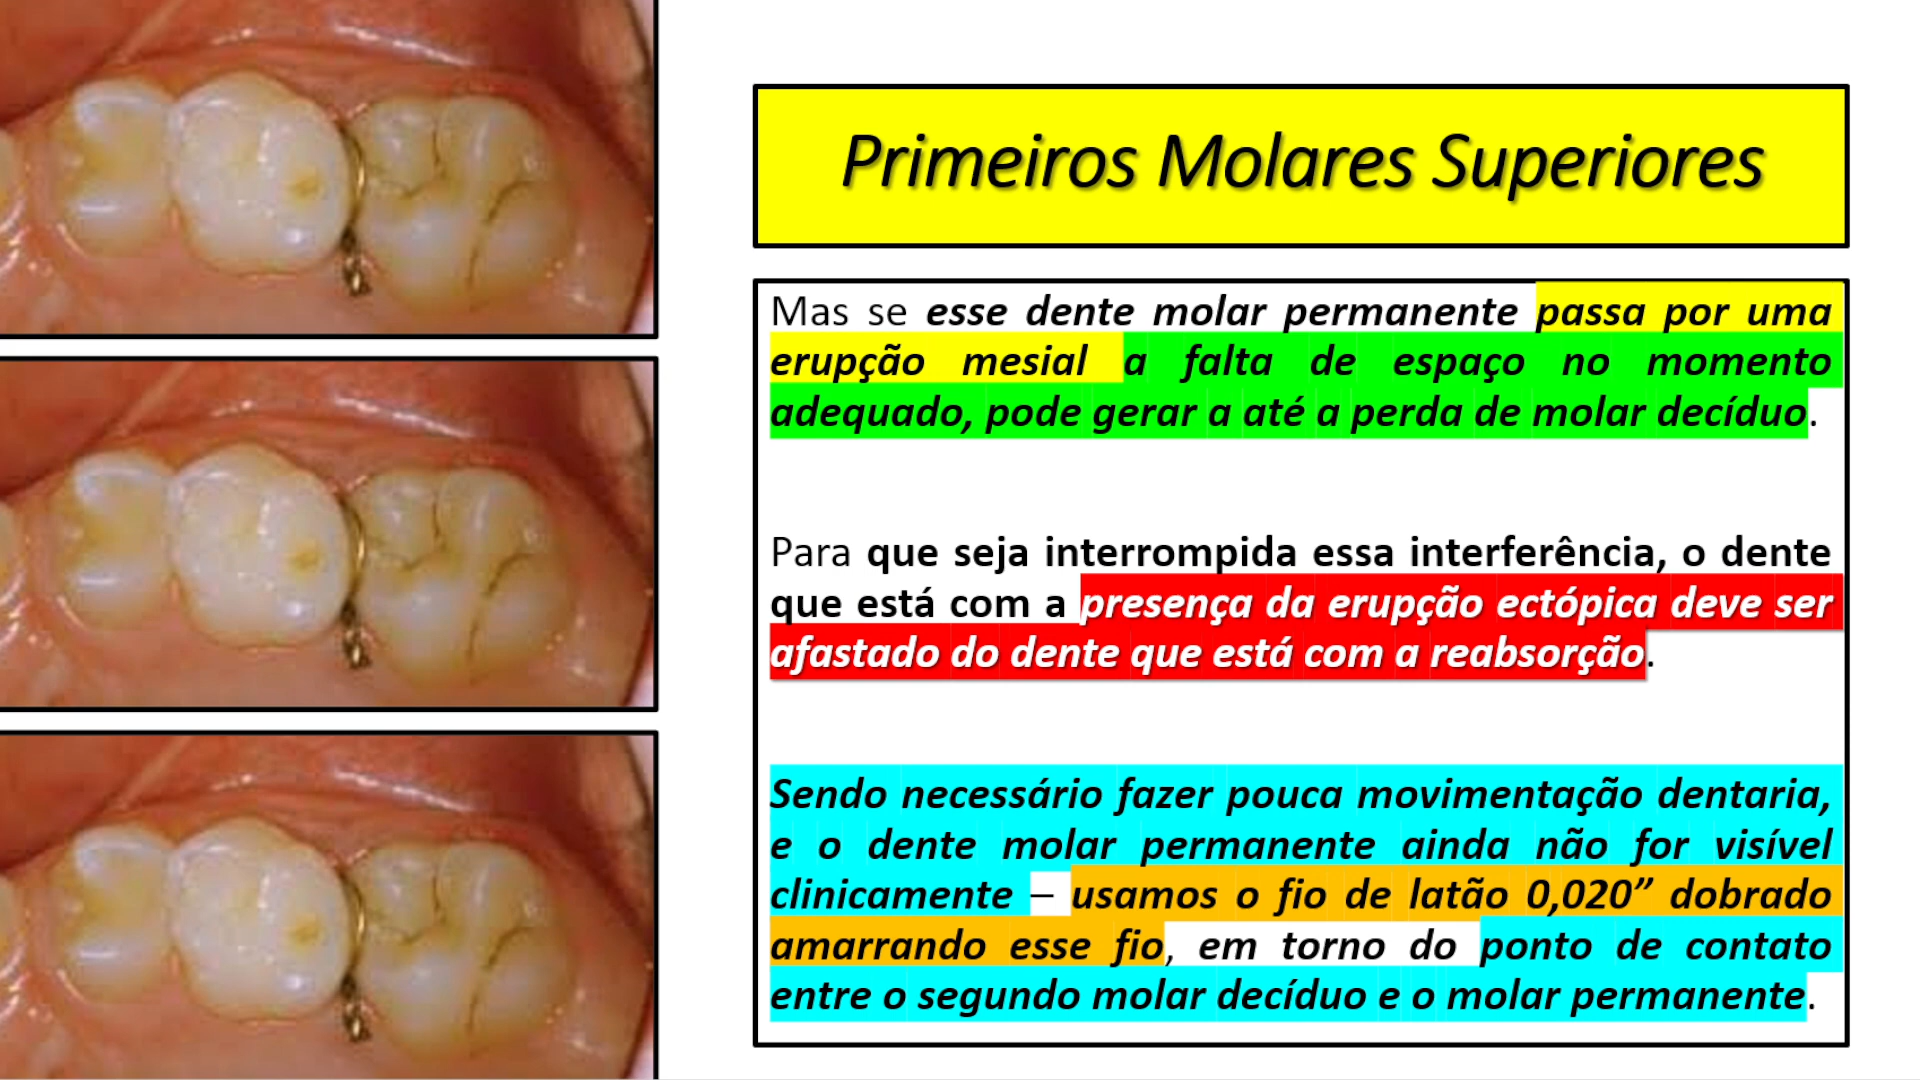 Primeiros Molares Superiores
Mas se esse dente molar permanente passa por uma
erupção mesial a falta de espaço no momento
adequado, pode gerar a até a perda de molar decíduo.
Para que seja interrompida essa interferência, o dente
que está com a presença da erupção ectópica deve ser
afastado do dente que está com a reabsorção.
Sendo necessário fazer pouca movimentação dentaria,
e o dente molar permanente ainda não for visível
clinicamente – usamos o fio de latão 0,020” dobrado
amarrando esse fio, em torno do ponto de contato
entre o segundo molar decíduo e o molar permanente.